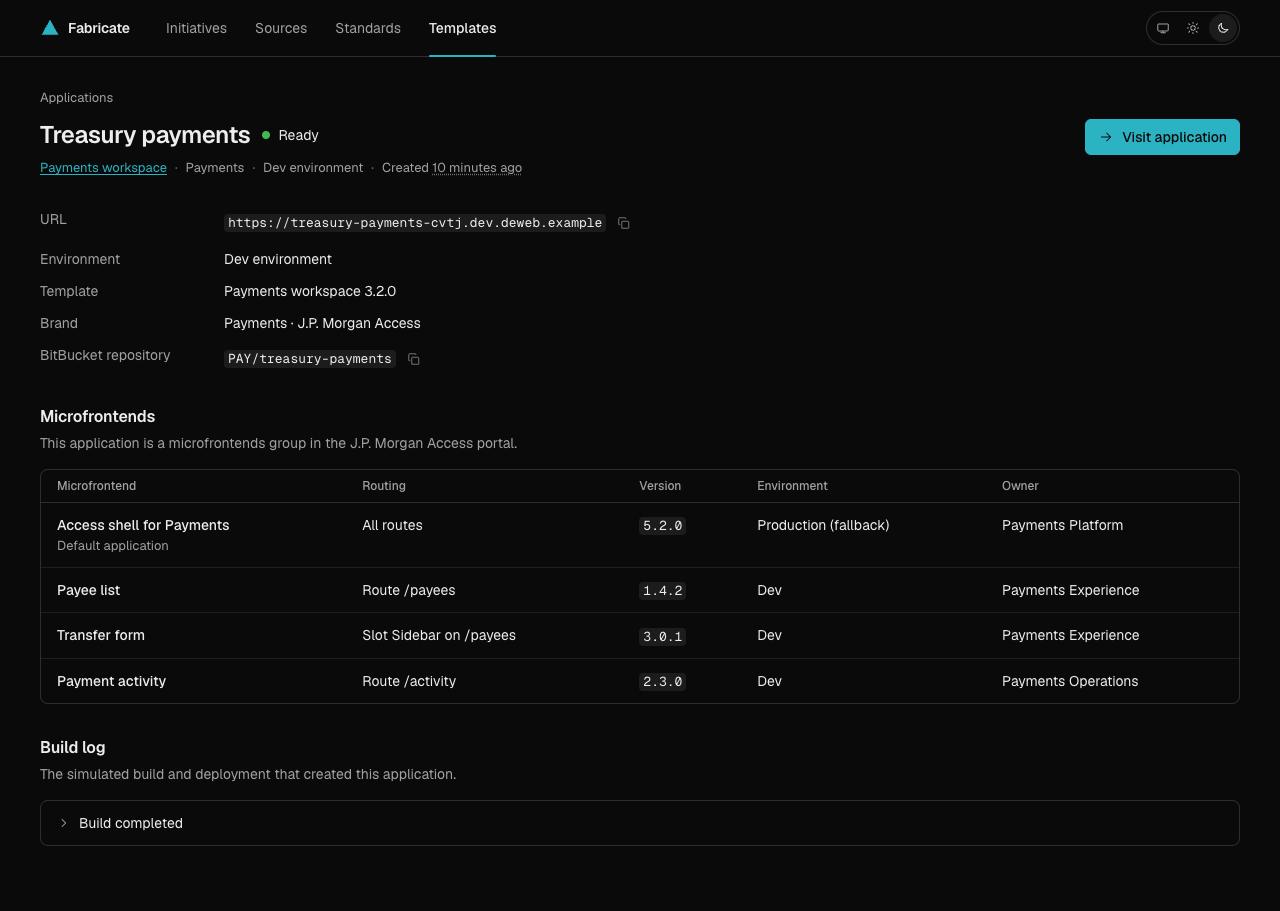 Fabricate Initiatives Sources Standards Templates
Applications
Treasury payments Ready
Visit application
Payments workspace · Payments · Dev environment · Created 10 minutes ago
URL https://treasury-payments-cvtj.dev.deweb.example
Environment Dev environment
Template Payments workspace 3.2.0
Brand Payments · J.P. Morgan Access
BitBucket repository PAY/treasury-payments
Microfrontends
This application is a microfrontends group in the J.P. Morgan Access portal.
Microfrontend Routing Version Environment Owner
Access shell for Payments All routes 5.2.0 Production (fallback) Payments Platform
Default application
Payee list Route /payees 1.4.2 Dev Payments Experience
Transfer form Slot Sidebar on /payees 3.0.1 Dev Payments Experience
Payment activity Route /activity 2.3.0 Dev Payments Operations
Build log
The simulated build and deployment that created this application.
Build completed